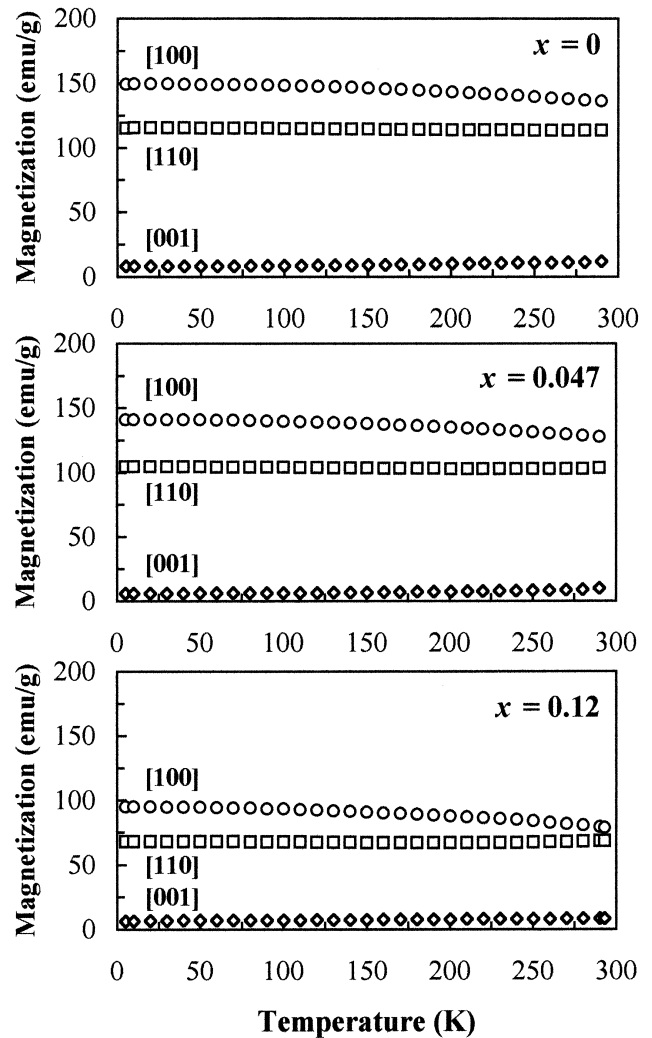 200
x = 0
[100]
150
100
[110]
50
[001]
0
Magnetization (emu/g)
0 50 100 150 200 250 300
200
x = 0.047
[100]
150
100
[110]
50
[001]
0
Magnetization (emu/g)
0 50 100 150 200 250 300
200
x = 0.12
150
[100]
100
50
[110]
[001]
0
Magnetization (emu/g)
0 50 100 150 200 250 300
Temperature (K)